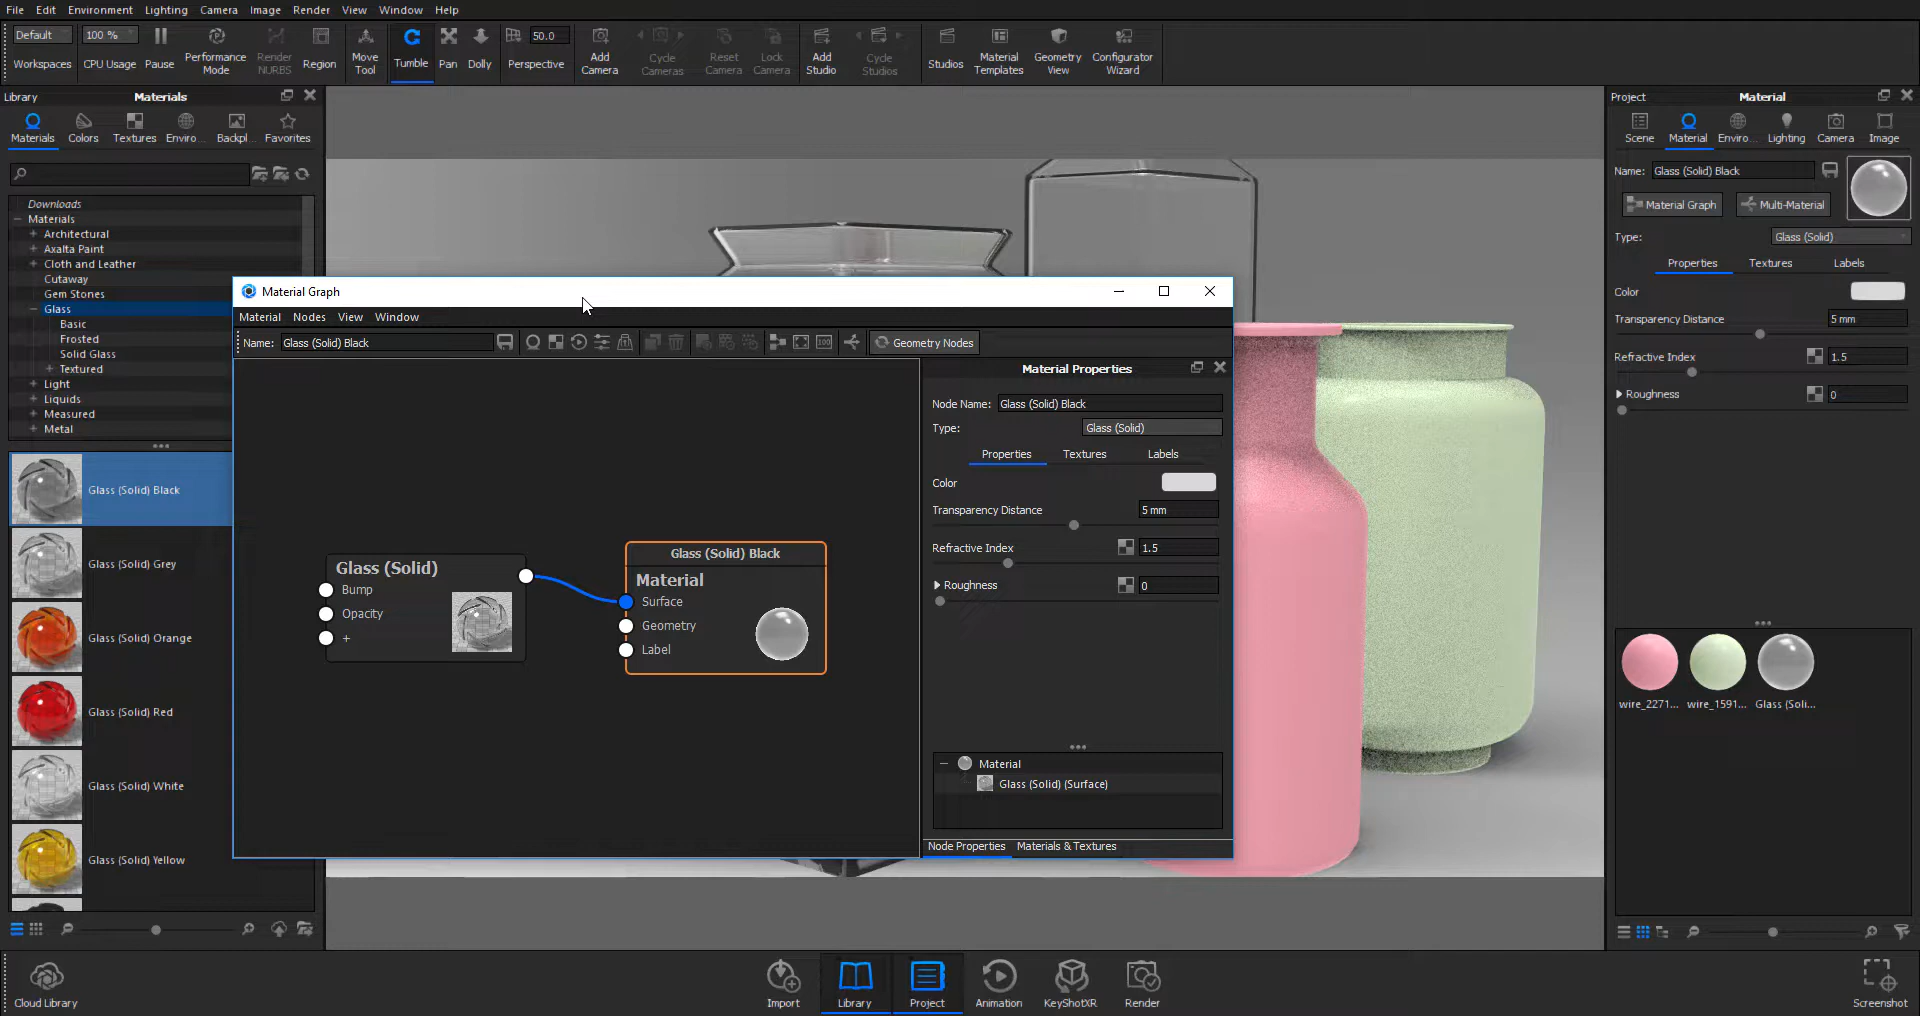 File Edit Environment Lighting Camera Image Render View Window Help
Default 100 % 50.0
Workspaces CPU Usage Pause Performance Mode Render NURBS Region Move Tool Tumble Pan Dolly Perspective Add Camera Cycle Cameras Reset Camera Lock Camera Add Studio Cycle Studios Studios Material Templates Geometry View Configurator Wizard
Library Materials
Materials Colors Textures Enviro... Backpl... Favorites
Downloads
Materials
Architectural
Axalta Paint
Cloth and Leather
Cutaway
Gem Stones
Glass
Basic
Frosted
Solid Glass
Textured
Light
Liquids
Measured
Metal
Glass (Solid) Black
Glass (Solid) Grey
Glass (Solid) Orange
Glass (Solid) Red
Glass (Solid) White
Glass (Solid) Yellow
Material Graph
Material Nodes View Window
Name: Glass (Solid) Black 100 Geometry Nodes
Glass (Solid)
Bump
Opacity
+
Glass (Solid) Black
Material
Surface
Geometry
Label
Material Properties
Node Name: Glass (Solid) Black
Type: Glass (Solid)
Properties Textures Labels
Color
Transparency Distance 5 mm
Refractive Index 1.5
Roughness 0
Material
Glass (Solid) (Surface)
Node Properties Materials & Textures
Project Material
Scene Material Enviro... Lighting Camera Image
Name: Glass (Solid) Black
Material Graph Multi-Material
Type: Glass (Solid)
Properties Textures Labels
Color
Transparency Distance 5 mm
Refractive Index 1.5
Roughness 0
wire_2271... wire_1591... Glass (Soli...
Cloud Library Import Library Project Animation KeyShotXR Render Screenshot